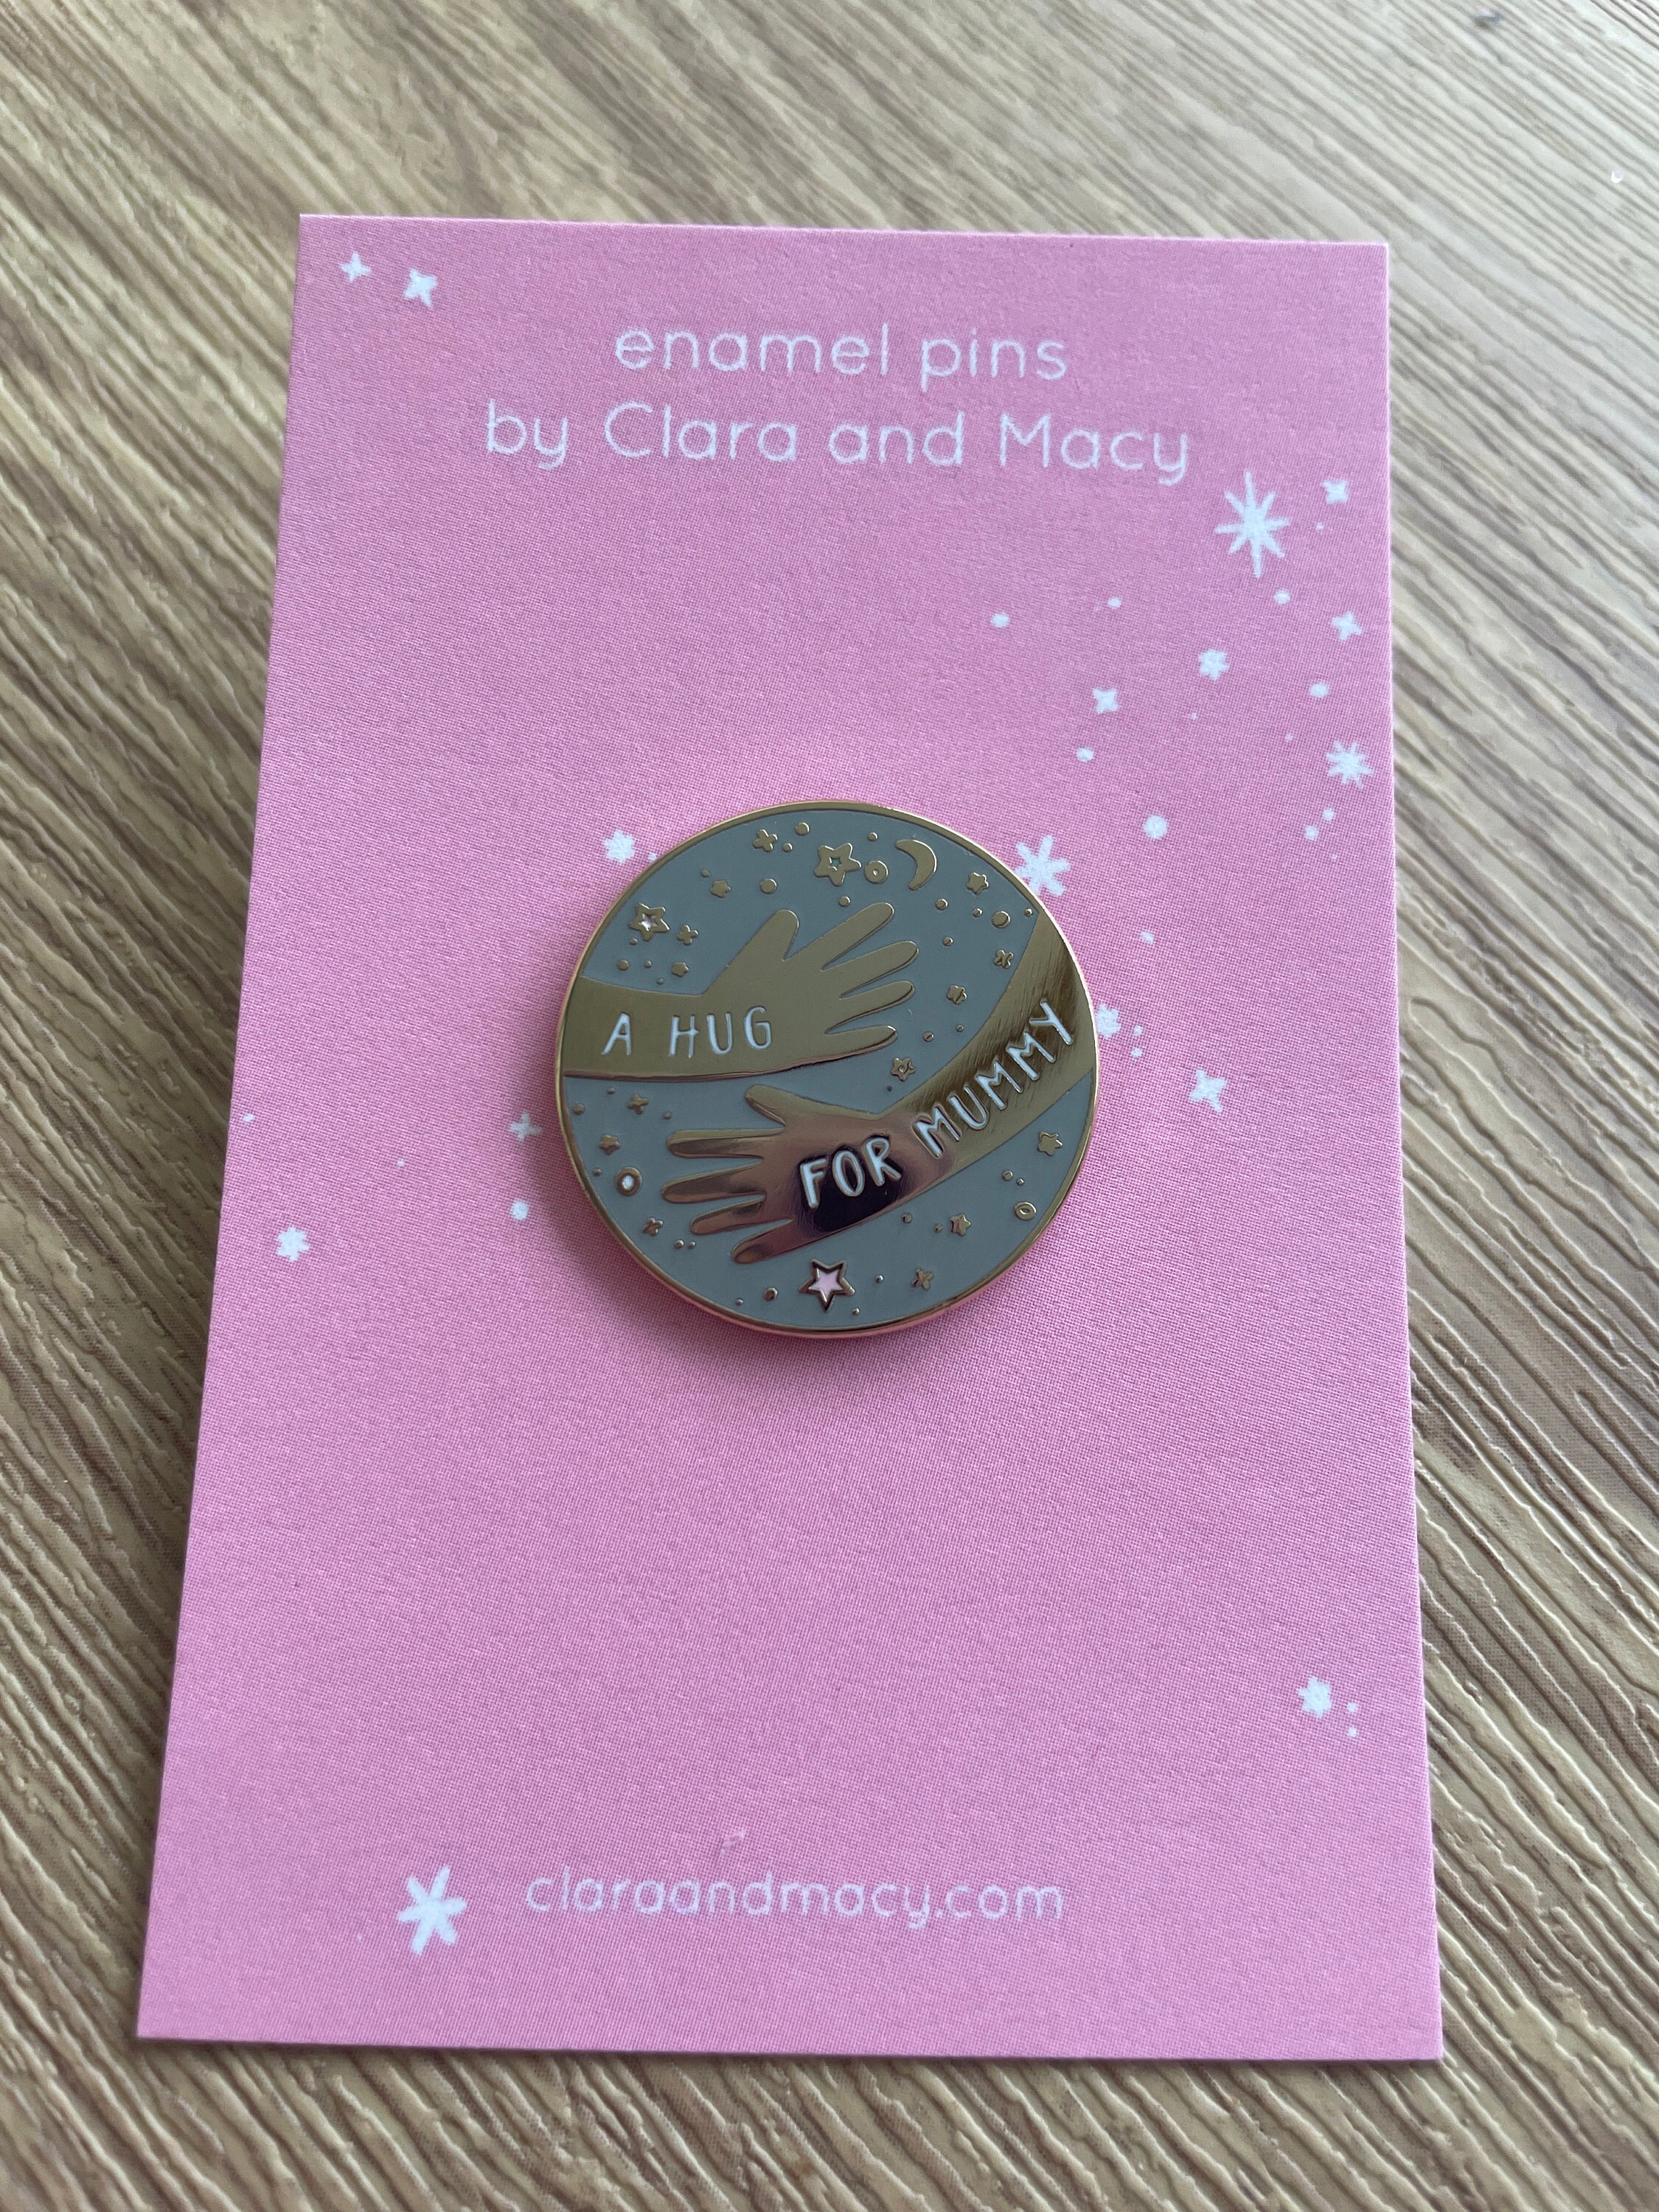 enamel pins
by Clara and Macy
A HUG
FOR MUMMY
claraandmacy.com